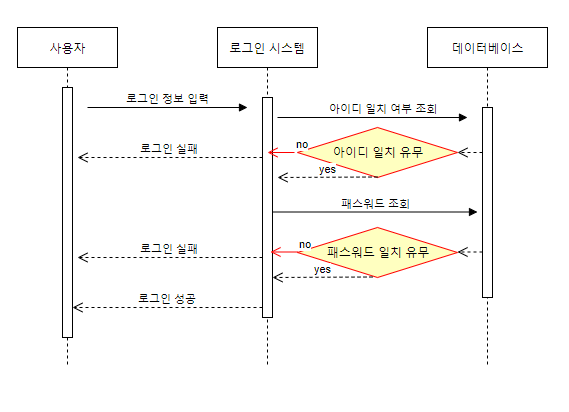 사용자
로그인 시스템
데이터베이스
로그인 정보 입력
아이디 일치 여부 조회
로그인 실패
no
아이디 일치 유무
yes
패스워드 조회
로그인 실패
no
패스워드 일치 유무
yes
로그인 성공